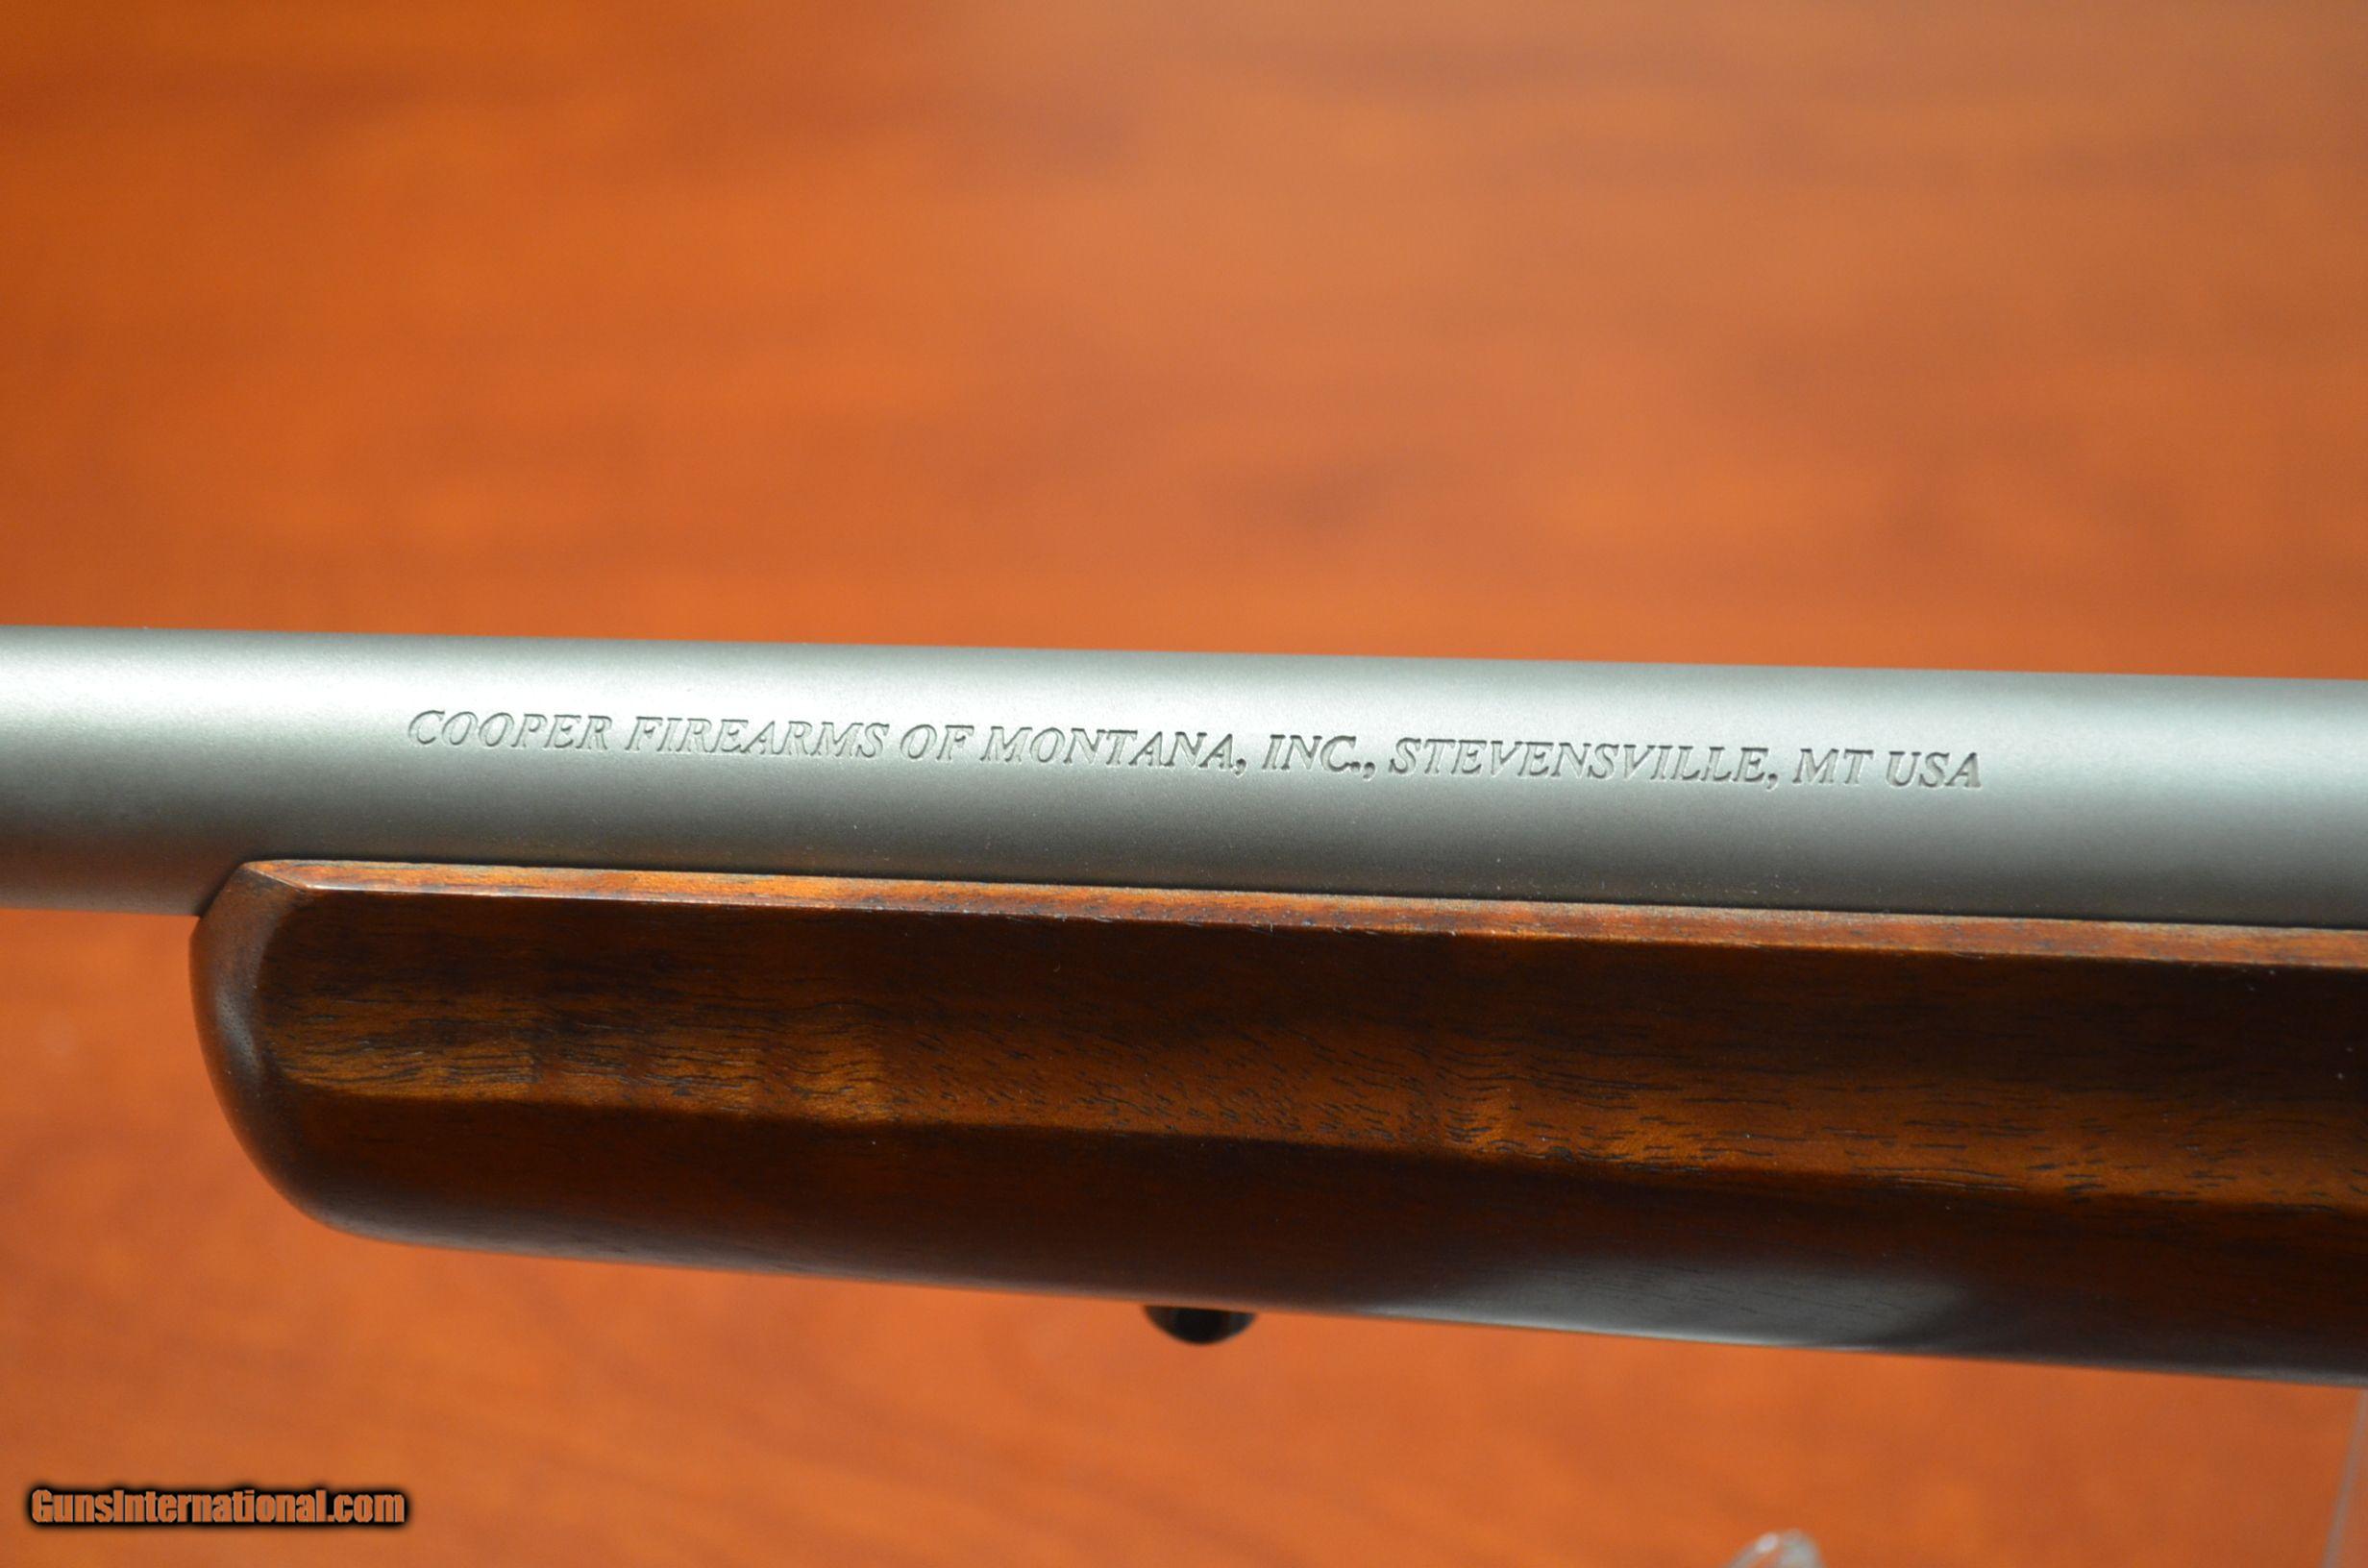 COOPER FIREARMS OF MONTANA, INC., STEVENSVILLE, MT USA
GunsInternational.com